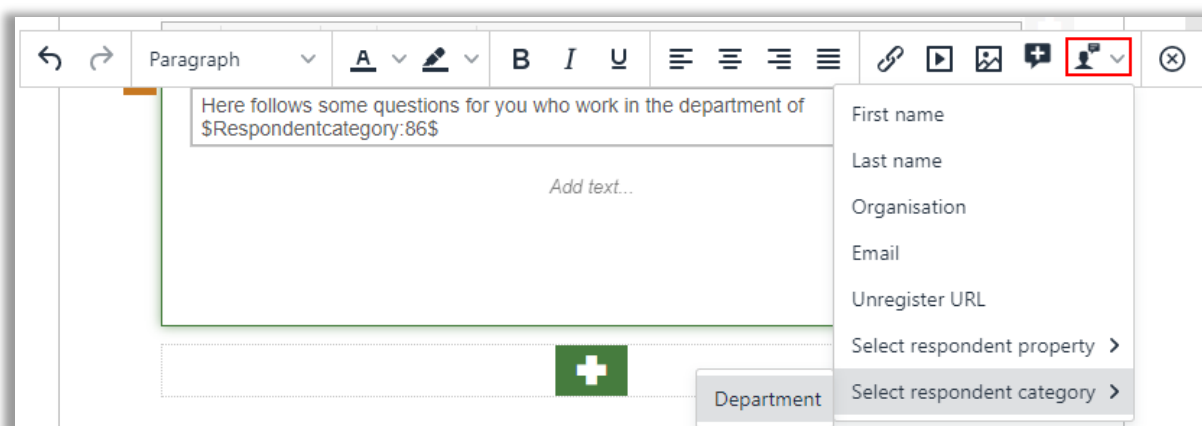 Paragraph A B I U
Here follows some questions for you who work in the department of
$Respondentcategory:86$
Add text...
First name
Last name
Organisation
Email
Unregister URL
Select respondent property
Select respondent category
Department